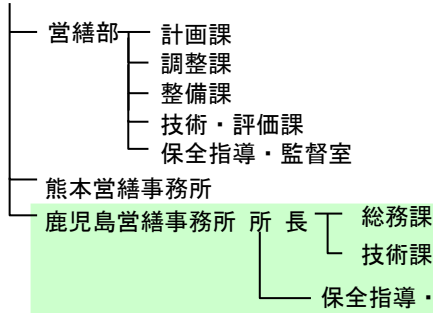 営繕部 計画課
調整課
整備課
技術・評価課
保全指導・監督室
熊本営繕事務所
鹿児島営繕事務所 所 長 総務課
技術課
保全指導・